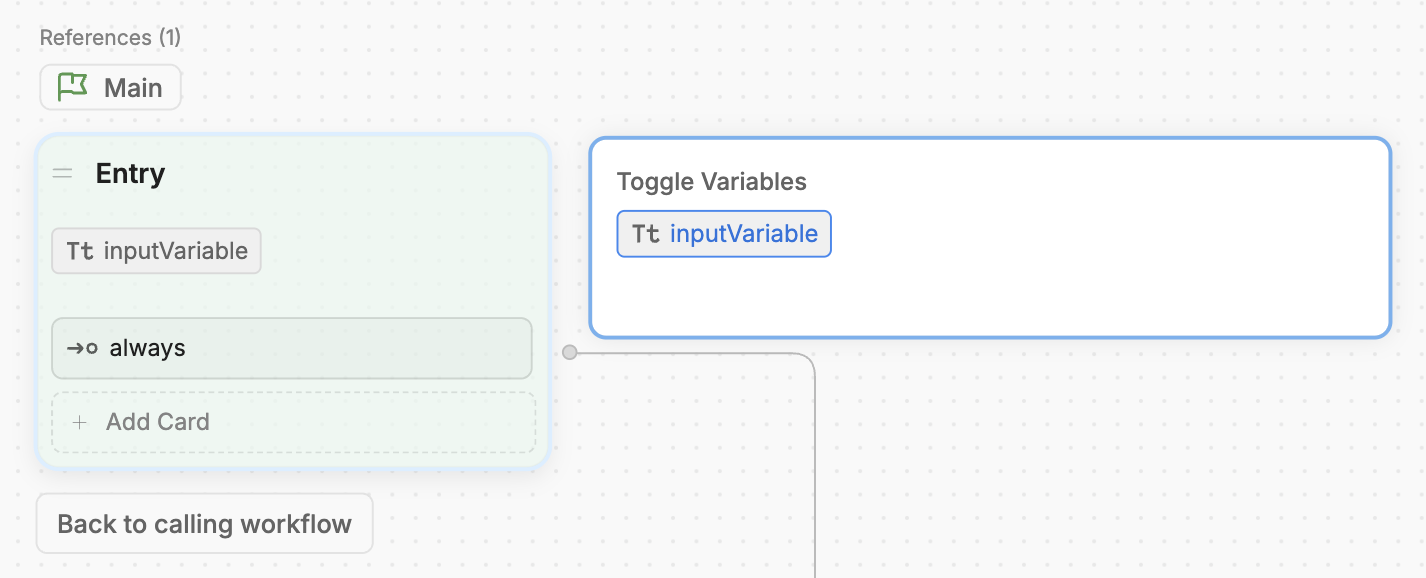 References (1)
Main
Entry
Tt inputVariable
always
+ Add Card
Back to calling workflow
Toggle Variables
Tt inputVariable